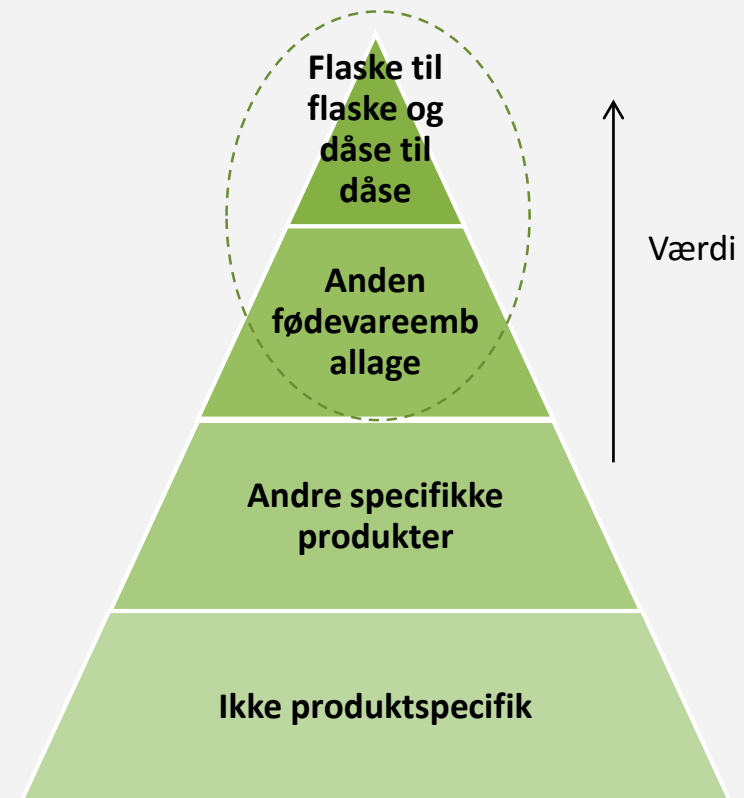 Flaske til
flaske og
dåse til
dåse
Værdi
Anden
fødevareemb
allage
Andre specifikke
produkter
Ikke produktspecifik